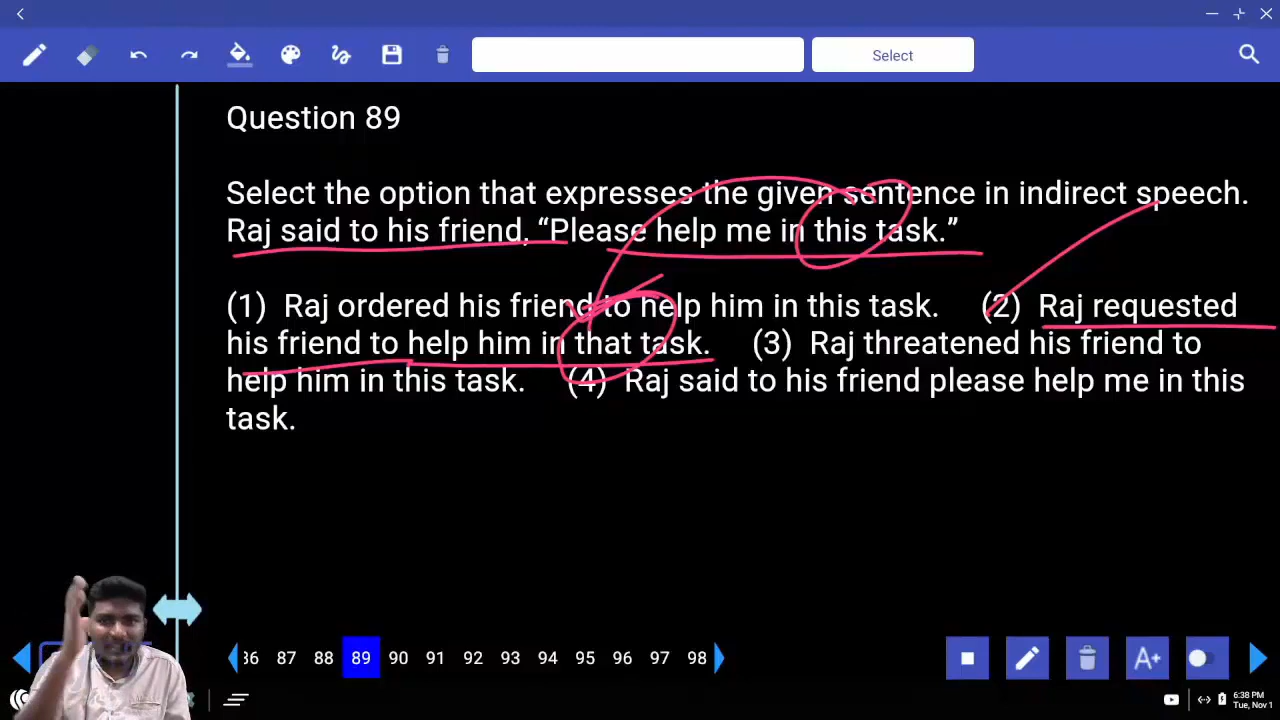 Select
Question 89
Select the option that expresses the given sentence in indirect speech.
Raj said to his friend, “Please help me in this task.”
(1) Raj ordered his friend to help him in this task. (2) Raj requested
his friend to help him in that task. (3) Raj threatened his friend to
help him in this task. (4) Raj said to his friend please help me in this
task.
86 87 88 89 90 91 92 93 94 95 96 97 98
A+
6:38 PM
Tue, Nov 1